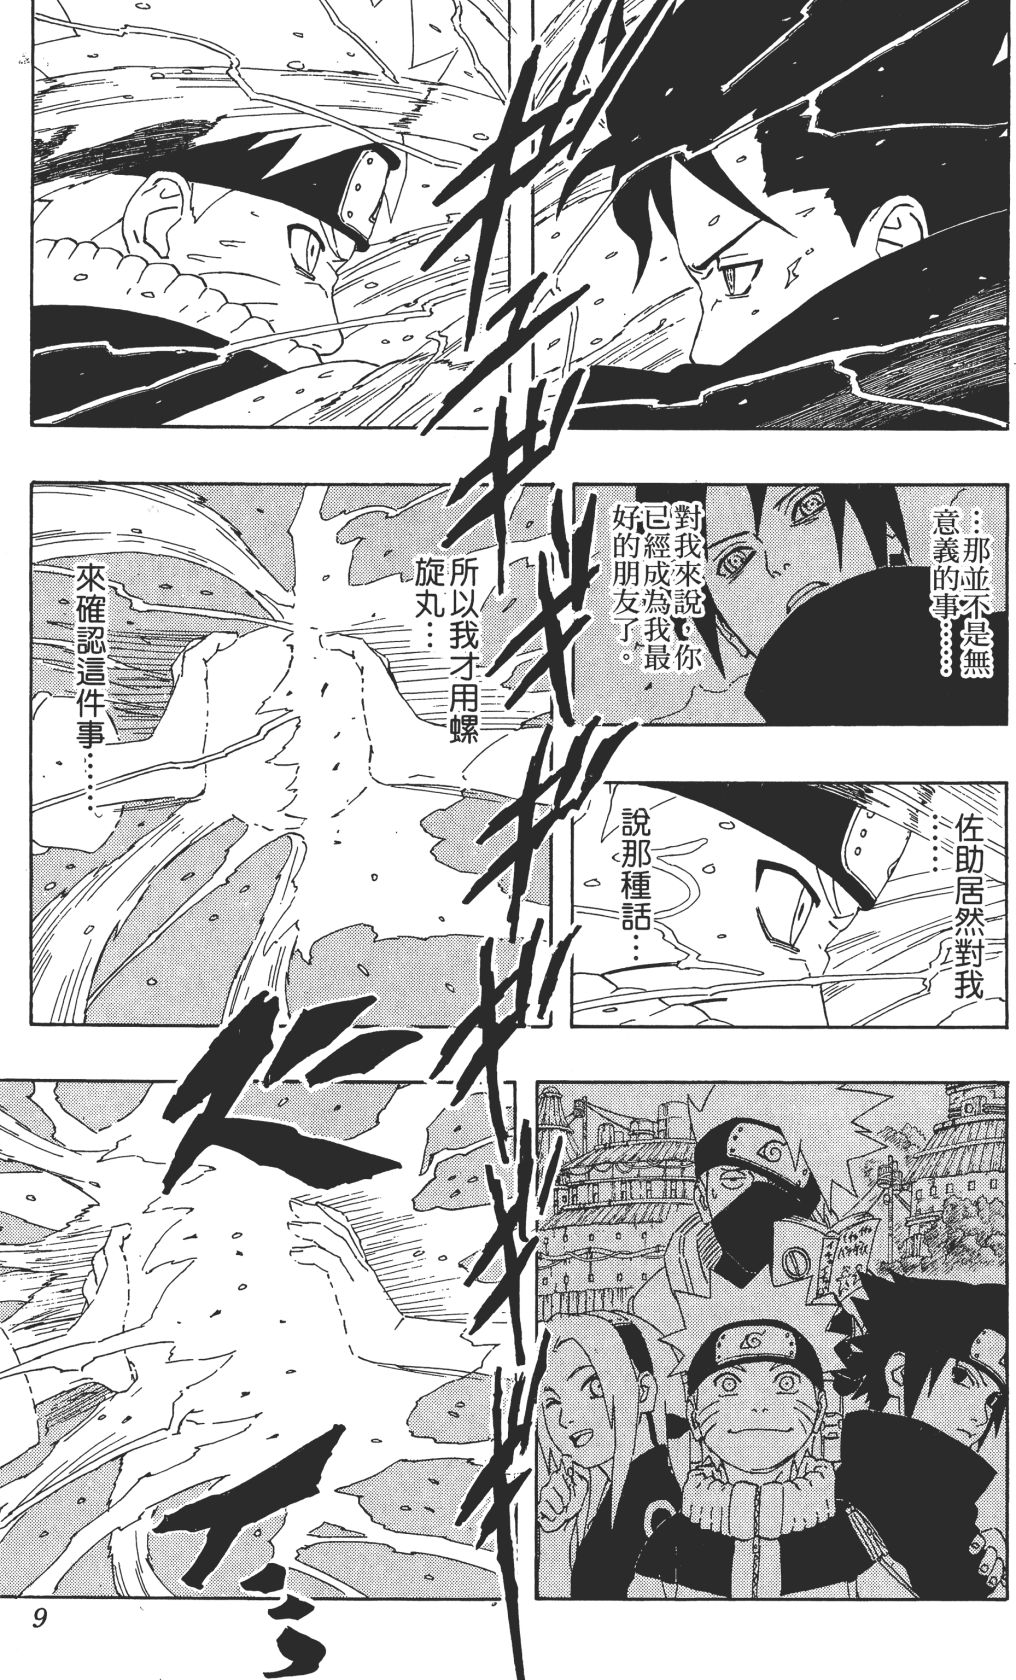 …那並不是無
意義的事……
對我來說，你
已經成為我最
好的朋友了。
佐助居然對我
……
說那種話…
所以我才用螺
旋丸…
來確認這件事……
9